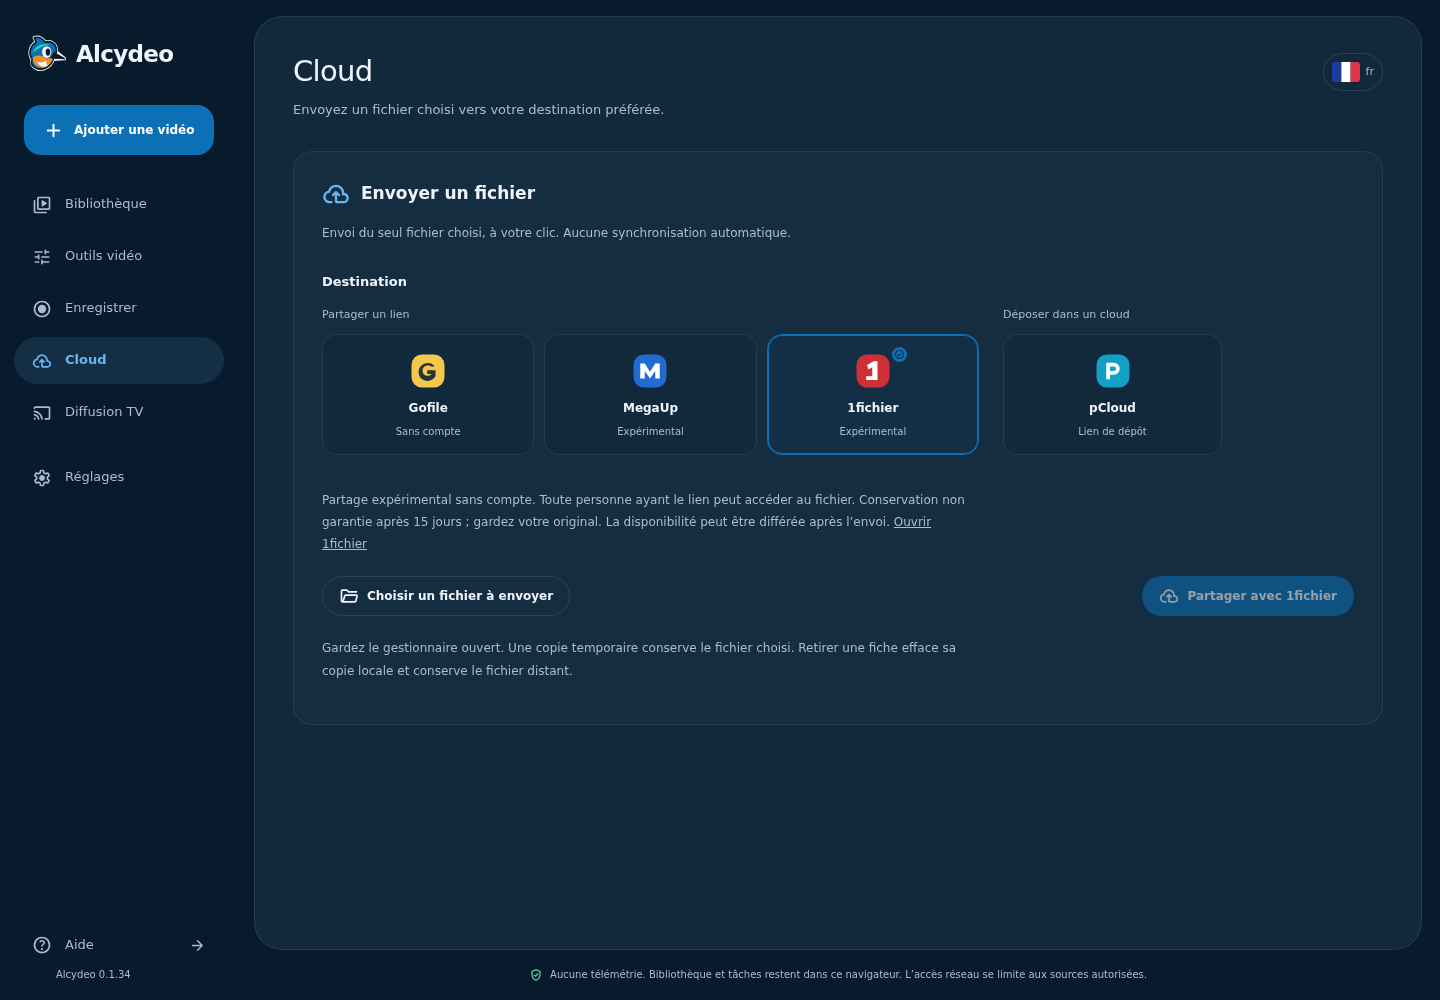 Alcydeo
Ajouter une vidéo
Bibliothèque
Outils vidéo
Enregistrer
Cloud
Diffusion TV
Réglages
Aide
Alcydeo 0.1.34
Cloud
fr
Envoyez un fichier choisi vers votre destination préférée.
Envoyer un fichier
Envoi du seul fichier choisi, à votre clic. Aucune synchronisation automatique.
Destination
Partager un lien
Déposer dans un cloud
G
M
1
P
Gofile
MegaUp
1fichier
pCloud
Sans compte
Expérimental
Expérimental
Lien de dépôt
Partage expérimental sans compte. Toute personne ayant le lien peut accéder au fichier. Conservation non
garantie après 15 jours ; gardez votre original. La disponibilité peut être différée après l’envoi. Ouvrir
1fichier
Choisir un fichier à envoyer
Partager avec 1fichier
Gardez le gestionnaire ouvert. Une copie temporaire conserve le fichier choisi. Retirer une fiche efface sa
copie locale et conserve le fichier distant.
Aucune télémétrie. Bibliothèque et tâches restent dans ce navigateur. L’accès réseau se limite aux sources autorisées.